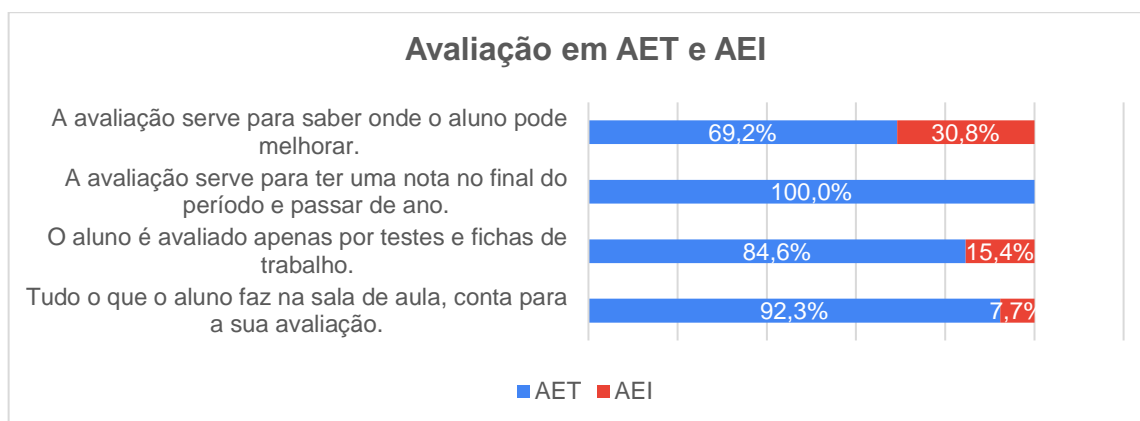 Avaliação em AET e AEI
A avaliação serve para saber onde o aluno pode
melhorar.
69,2% 30,8%
A avaliação serve para ter uma nota no final do
período e passar de ano.
100,0%
O aluno é avaliado apenas por testes e fichas de
trabalho.
84,6% 15,4%
Tudo o que o aluno faz na sala de aula, conta para
a sua avaliação.
92,3% 7,7%
AET AEI